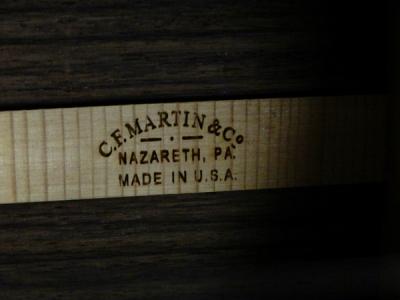 C.F. MARTIN & Co
NAZARETH, PA.
MADE IN U.S.A.